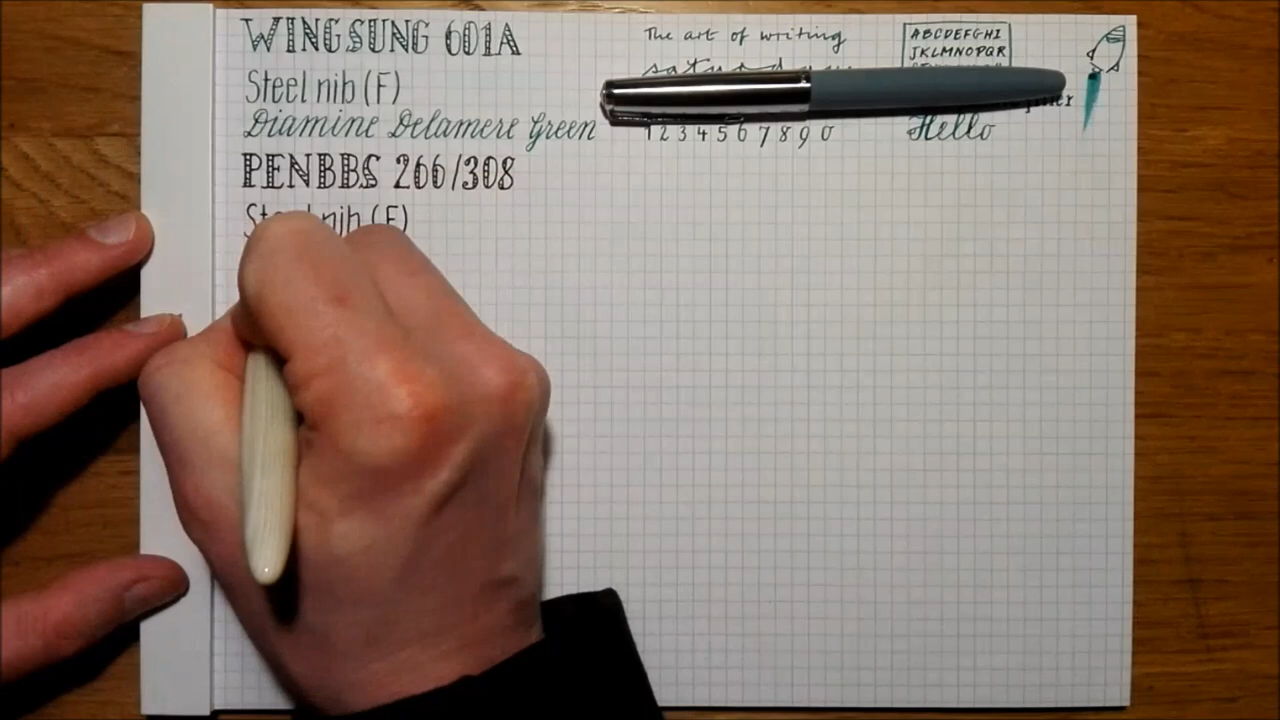 WINGSUNG 601A
Steel nib (F)
Diamine Delamere Green
PENBBS 266/308
nib (F)
The art of writing
1 2 3 4 5 6 7 8 9 0
ABCDEFGHI
JKLMNOPQR
Hello